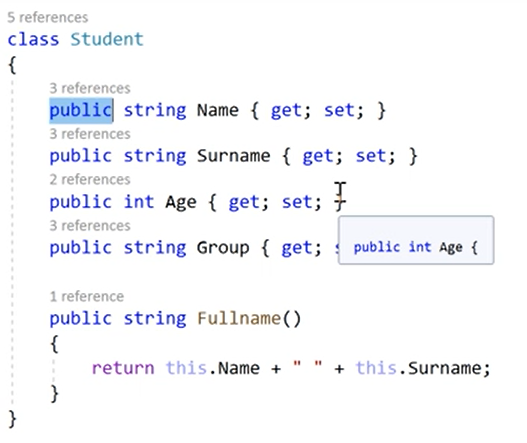 5 references
class Student
{
3 references
public string Name { get; set; }
3 references
public string Surname { get; set; }
2 references
public int Age { get; set; }
3 references
public string Group { get;
public int Age {
1 reference
public string Fullname()
{
return this.Name + " " + this.Surname;
}
}